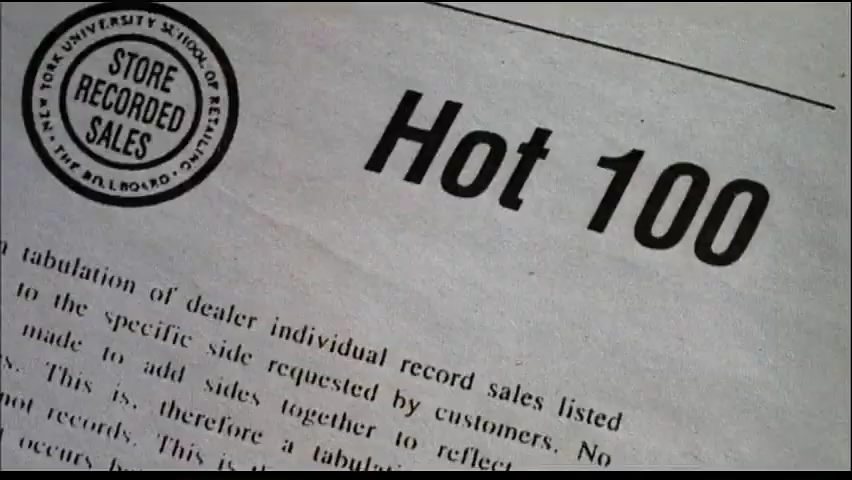 NEW YORK UNIVERSITY SCHOOL OF RETAILING
STORE
RECORDED
SALES
THE BILLBOARD
Hot 100
tabulation of dealer individual record sales listed
to the specific side requested by customers. No
made to add sides together to reflect
This is, therefore a
not records. This is
occurs